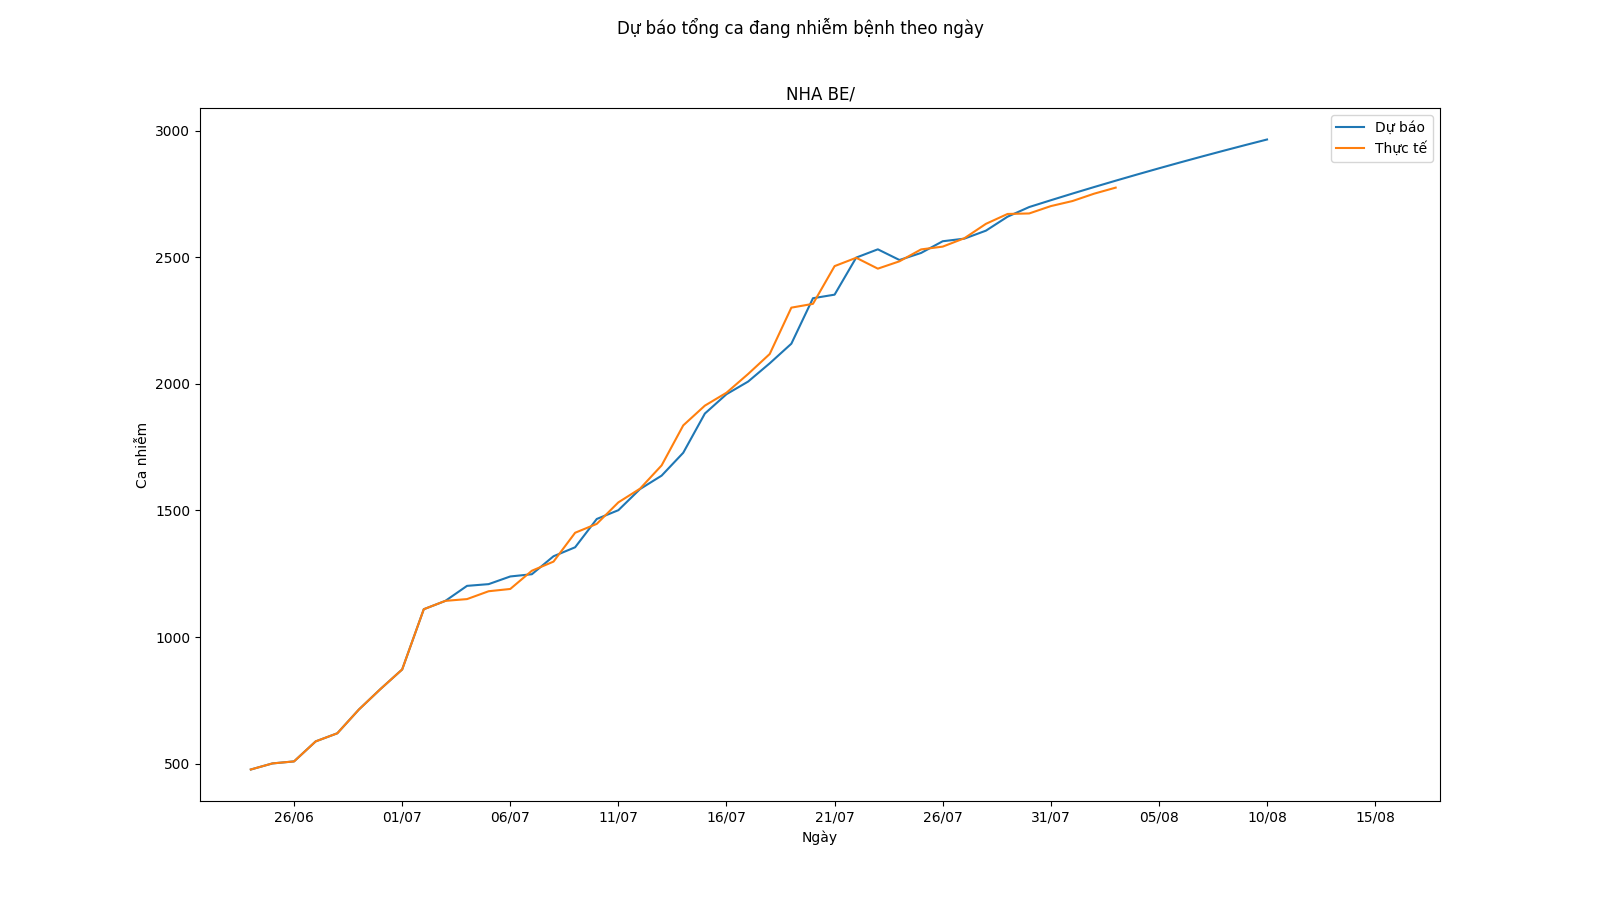 Dự báo tổng ca đang nhiễm bệnh theo ngày
NHA BE/
Dự báo
Thực tế
3000
2500
2000
1500
1000
500
Ca nhiễm
26/06
01/07
06/07
11/07
16/07
21/07
26/07
31/07
05/08
10/08
15/08
Ngày